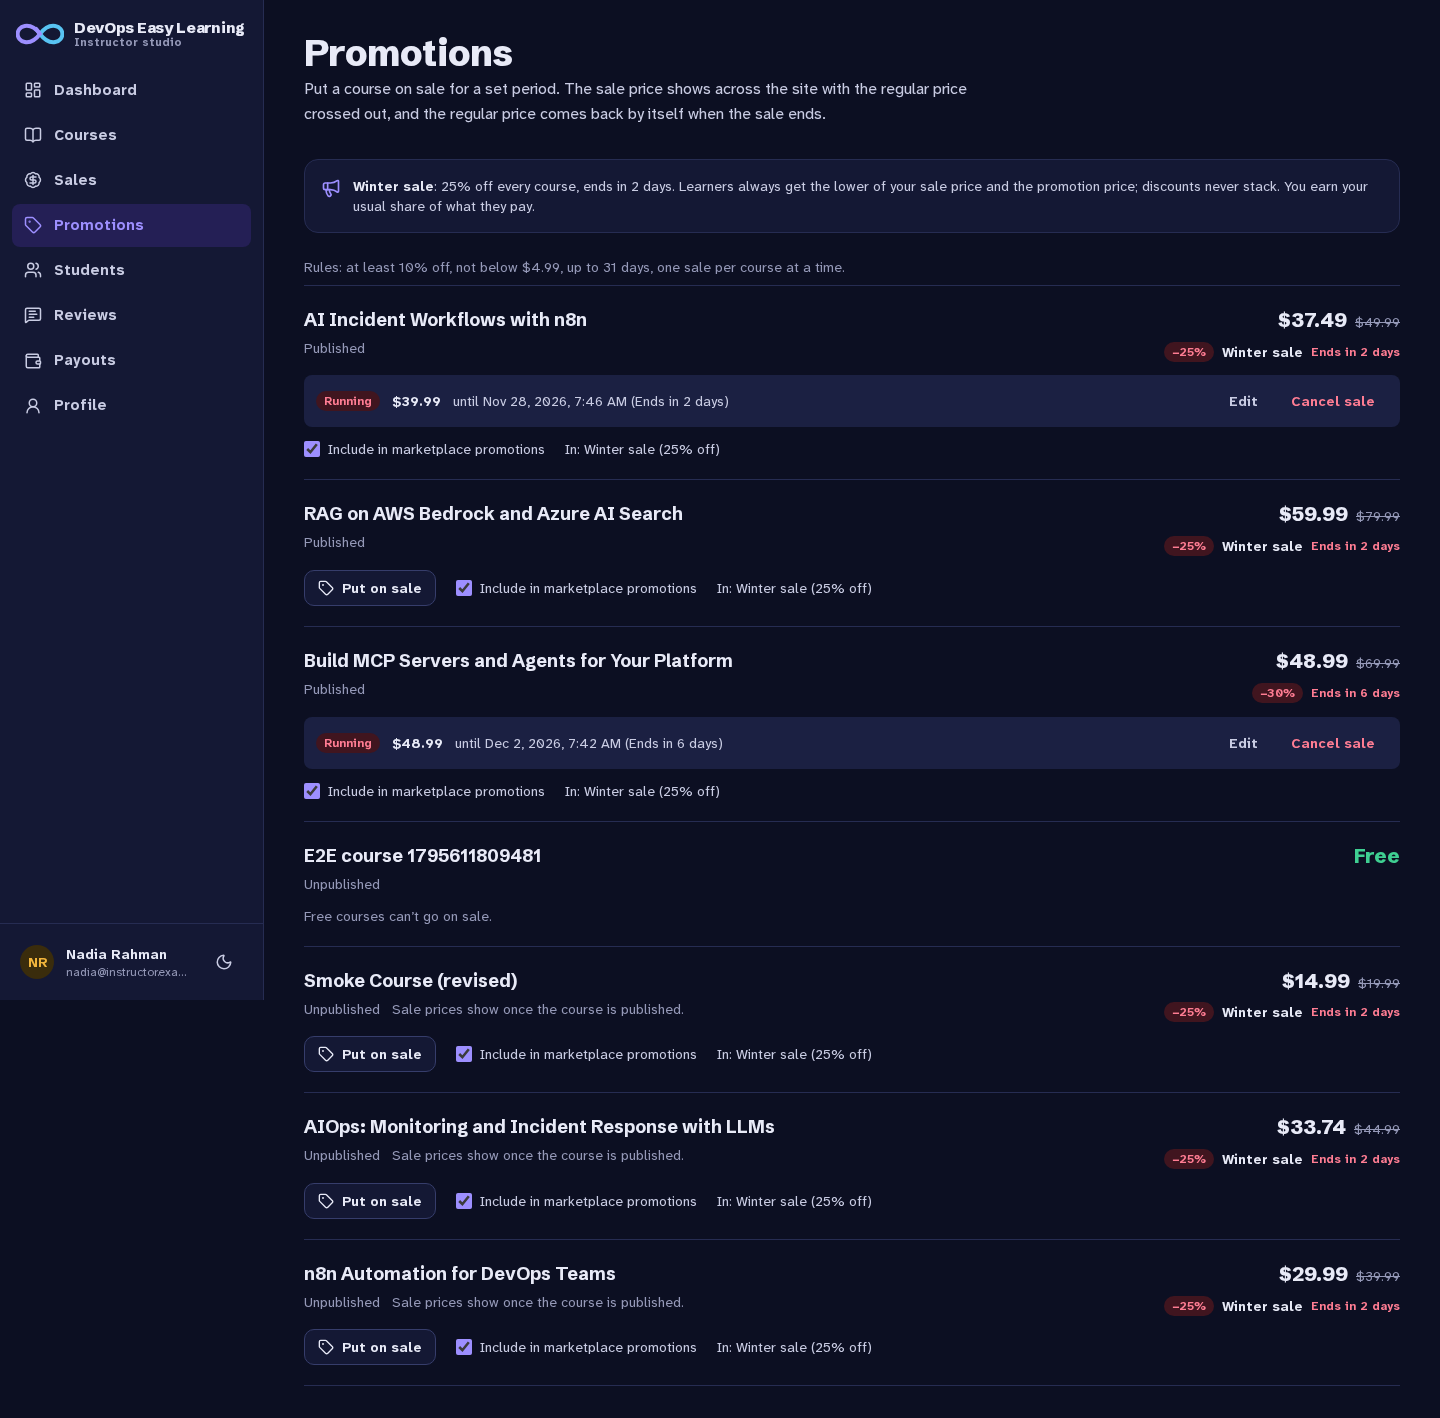 DevOps Easy Learning
Instructor studio
Dashboard
Courses
Sales
Promotions
Students
Reviews
Payouts
Profile
NR
Nadia Rahman
nadia@instructor.exa...
Promotions
Put a course on sale for a set period. The sale price shows across the site with the regular price
crossed out, and the regular price comes back by itself when the sale ends.
Winter sale: 25% off every course, ends in 2 days. Learners always get the lower of your sale price and the promotion price; discounts never stack. You earn your
usual share of what they pay.
Rules: at least 10% off, not below $4.99, up to 31 days, one sale per course at a time.
AI Incident Workflows with n8n
$37.49 $49.99
Published
−25% Winter sale Ends in 2 days
Running $39.99 until Nov 28, 2026, 7:46 AM (Ends in 2 days) Edit Cancel sale
Include in marketplace promotions In: Winter sale (25% off)
RAG on AWS Bedrock and Azure AI Search
$59.99 $79.99
Published
−25% Winter sale Ends in 2 days
Put on sale Include in marketplace promotions In: Winter sale (25% off)
Build MCP Servers and Agents for Your Platform
$48.99 $69.99
Published
−30% Ends in 6 days
Running $48.99 until Dec 2, 2026, 7:42 AM (Ends in 6 days) Edit Cancel sale
Include in marketplace promotions In: Winter sale (25% off)
E2E course 1795611809481
Free
Unpublished
Free courses can't go on sale.
Smoke Course (revised)
$14.99 $19.99
Unpublished Sale prices show once the course is published.
−25% Winter sale Ends in 2 days
Put on sale Include in marketplace promotions In: Winter sale (25% off)
AIOps: Monitoring and Incident Response with LLMs
$33.74 $44.99
Unpublished Sale prices show once the course is published.
−25% Winter sale Ends in 2 days
Put on sale Include in marketplace promotions In: Winter sale (25% off)
n8n Automation for DevOps Teams
$29.99 $39.99
Unpublished Sale prices show once the course is published.
−25% Winter sale Ends in 2 days
Put on sale Include in marketplace promotions In: Winter sale (25% off)